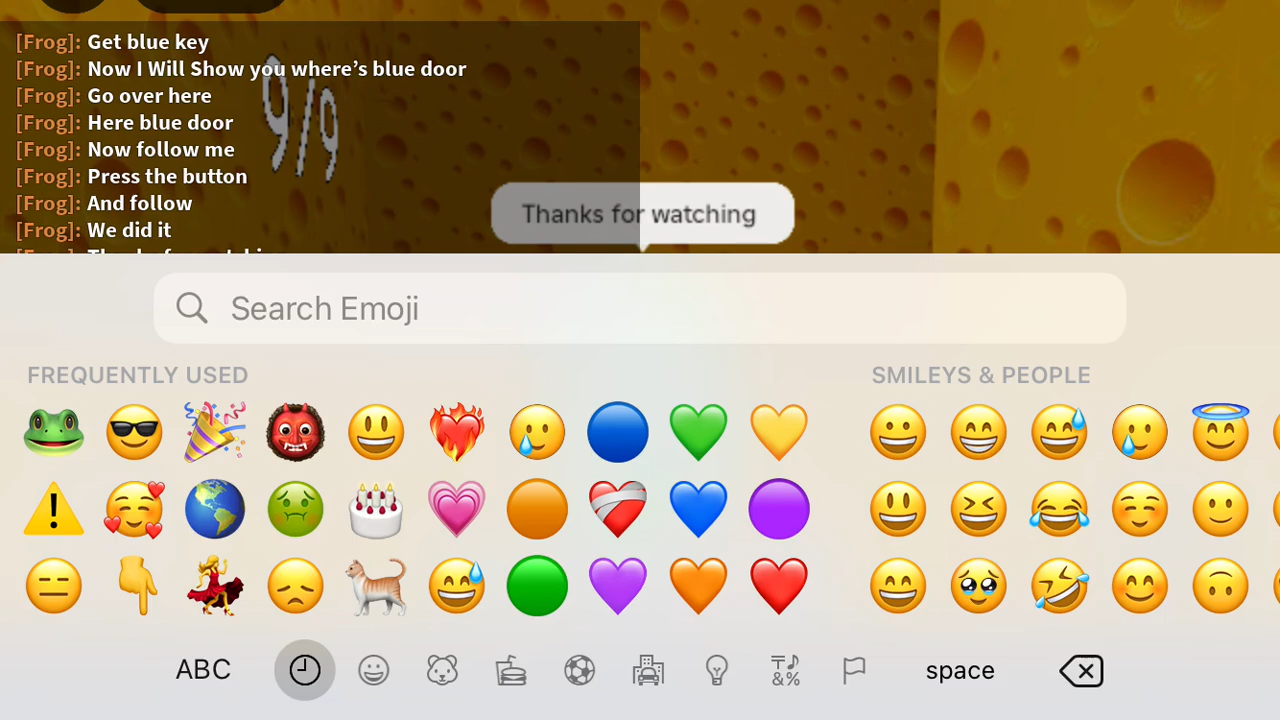 [Frog]: Get blue key
[Frog]: Now I Will Show you where’s blue door
[Frog]: Go over here
[Frog]: Here blue door
[Frog]: Now follow me
[Frog]: Press the button
[Frog]: And follow
[Frog]: We did it
9/9
Thanks for watching
Search Emoji
FREQUENTLY USED
SMILEYS & PEOPLE
ABC
space